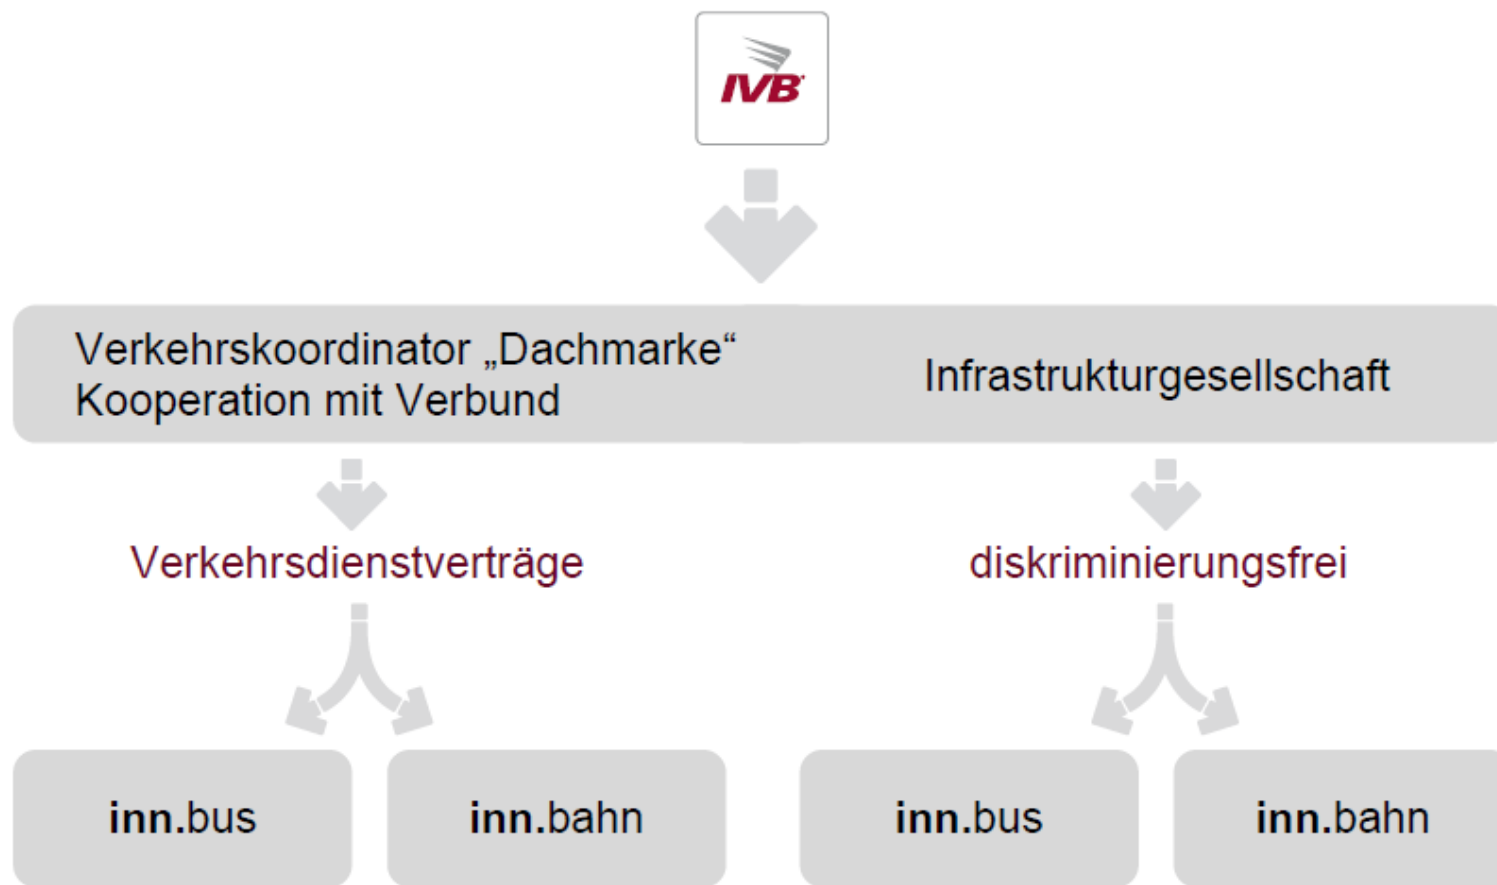 IVB
Verkehrskoordinator „Dachmarke“
Kooperation mit Verbund
Infrastrukturgesellschaft
Verkehrsdienstverträge
diskriminierungsfrei
inn.bus
inn.bahn
inn.bus
inn.bahn